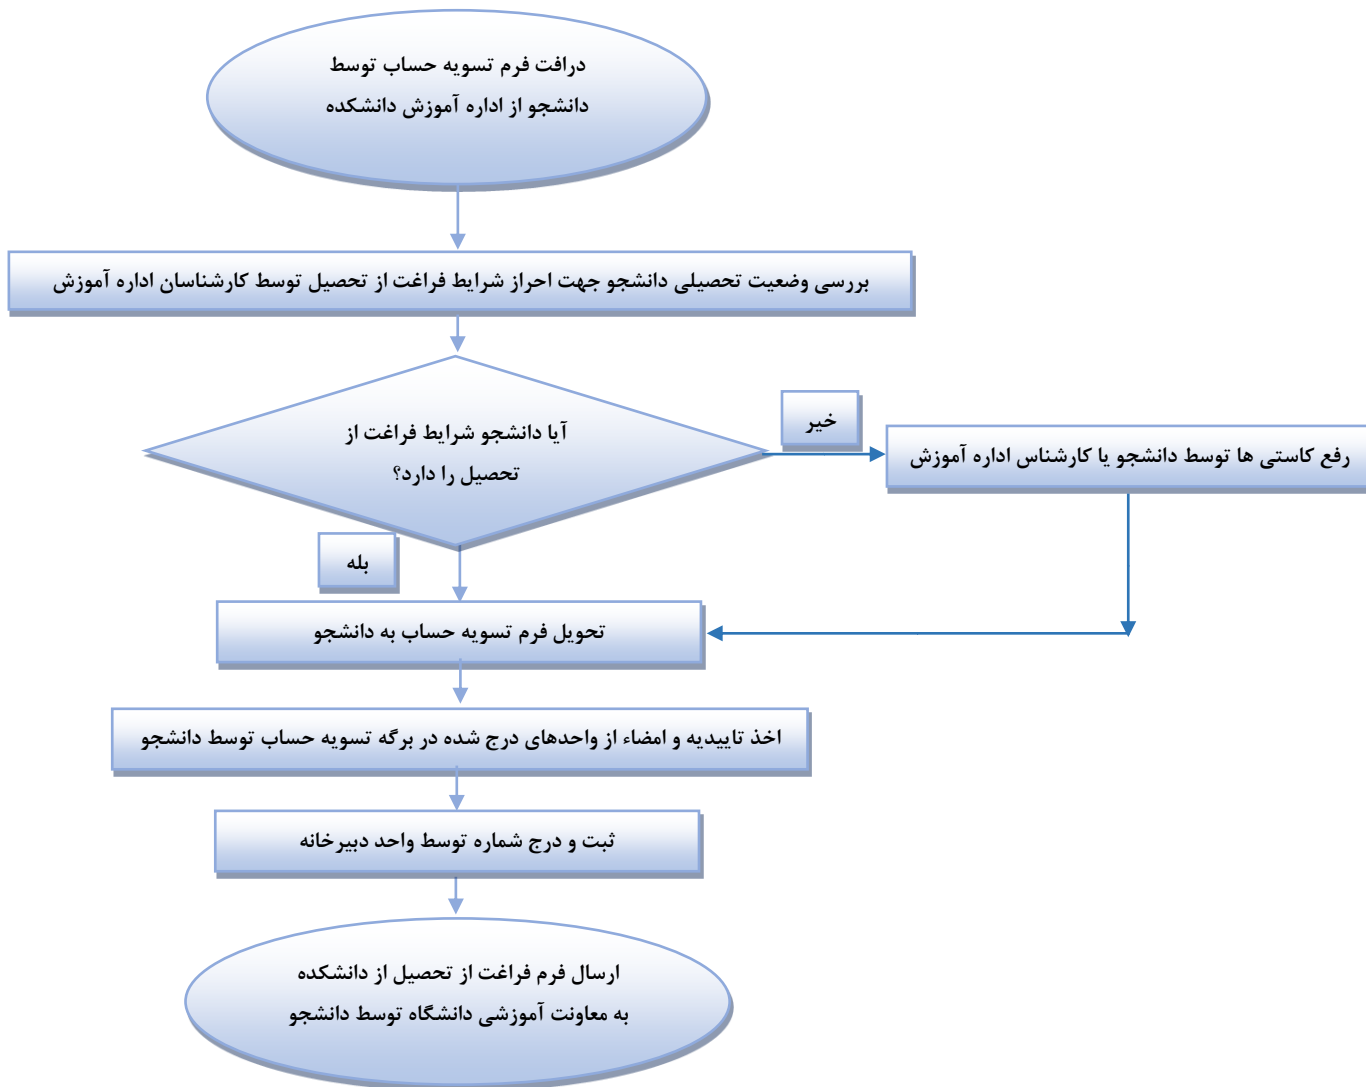 درافت فرم تسویه حساب توسط
دانشجو از اداره آموزش دانشکده
بررسی وضعیت تحصیلی دانشجو جهت احراز شرایط فراغت از تحصیل توسط کارشناسان اداره آموزش
آیا دانشجو شرایط فراغت از
تحصیل را دارد؟
خیر
رفع کاستی ها توسط دانشجو یا کارشناس اداره آموزش
بله
تحویل فرم تسویه حساب به دانشجو
اخذ تاییدیه و امضاء از واحدهای درج شده در برگه تسویه حساب توسط دانشجو
ثبت و درج شماره توسط واحد دبیرخانه
ارسال فرم فراغت از تحصیل از دانشکده
به معاونت آموزشی دانشگاه توسط دانشجو